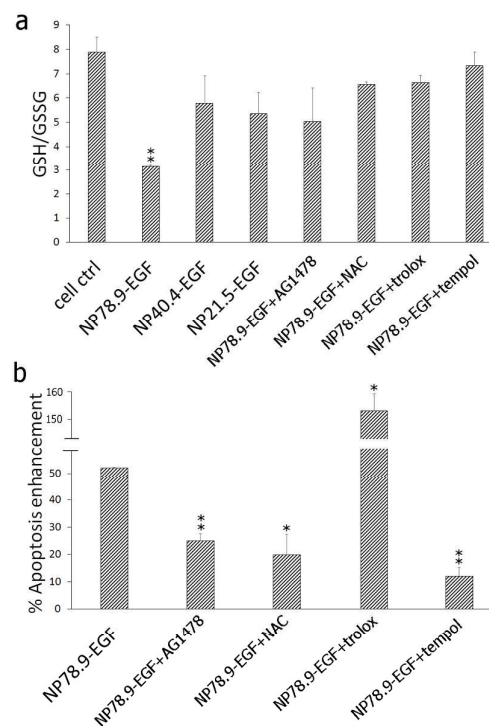 a
GSH/GSSG
9
8
7
6
5
4
3
2
1
0
**
cell ctrl
NP78.9-EGF
NP40.4-EGF
NP21.5-EGF
NP78.9-EGF+AG1478
NP78.9-EGF+NAC
NP78.9-EGF+trolox
NP78.9-EGF+tempol
b
% Apoptosis enhancement
160
150
50
40
30
20
10
0
**
*
*
**
NP78.9-EGF
NP78.9-EGF+AG1478
NP78.9-EGF+NAC
NP78.9-EGF+trolox
NP78.9-EGF+tempol